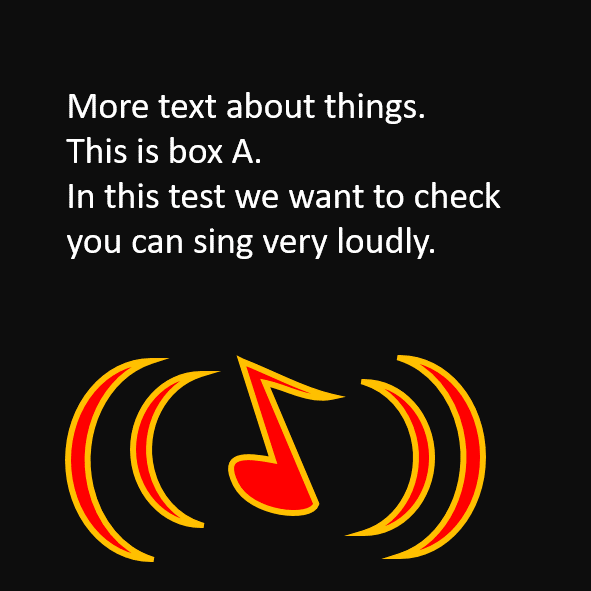 More text about things.
This is box A.
In this test we want to check
you can sing very loudly.